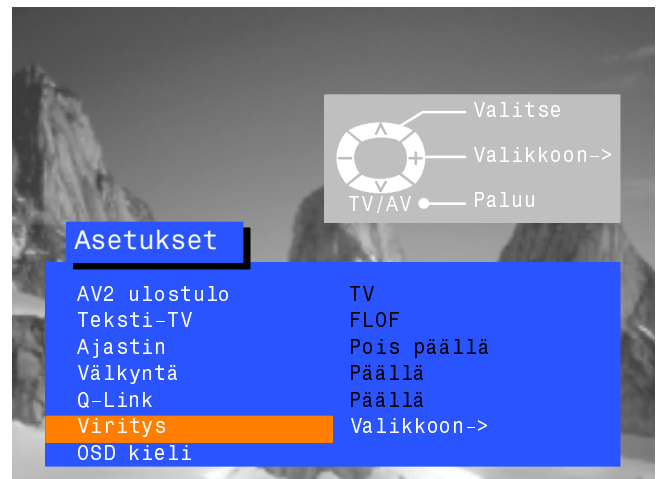 Valitse
Valikkoon->
TV/AV Paluu
Asetukset
AV2 ulostulo TV
Teksti-TV FLOF
Ajastin Pois päällä
Välkyntä Päällä
Q-Link Päällä
Viritys Valikkoon->
OSD kieli